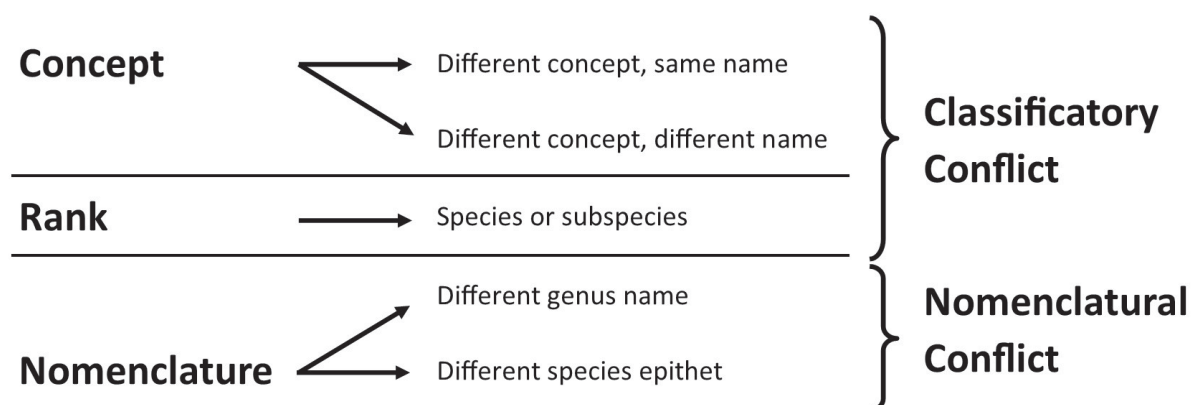 Concept
Different concept, same name
Different concept, different name
Rank
Species or subspecies
Nomenclature
Different genus name
Different species epithet
Classificatory
Conflict
Nomenclatural
Conflict